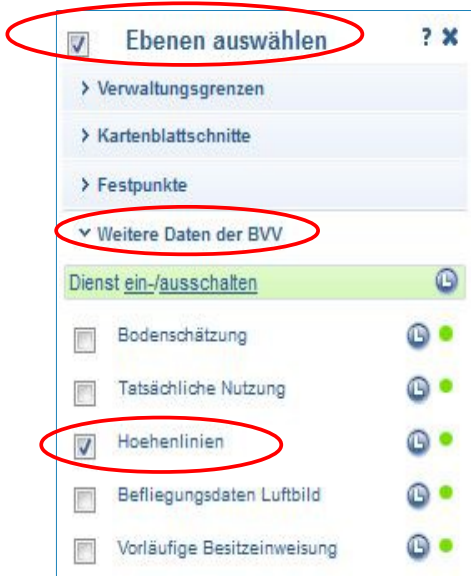 Ebenen auswählen ? ✖
> Verwaltungsgrenzen
> Kartenblattschnitte
> Festpunkte
Weitere Daten der BVV
Dienst ein-/ausschalten
Bodenschätzung
Tatsächliche Nutzung
Hoehenlinien
Befliegungsdaten Luftbild
Vorläufige Besitzeinweisung